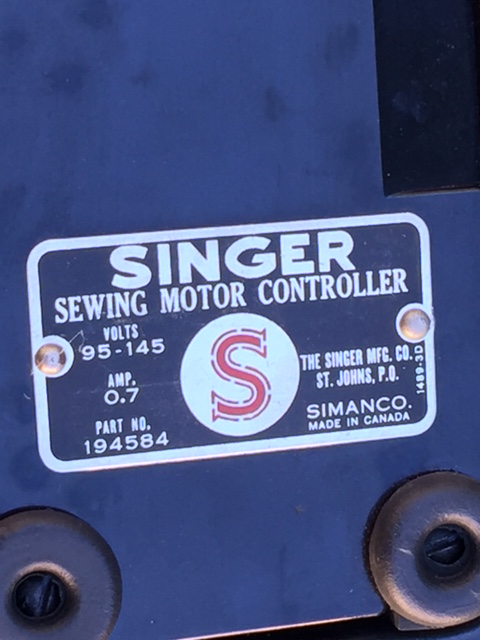 SINGER
SEWING MOTOR CONTROLLER
VOLTS
95-145
AMP.
0.7
PART NO.
194584
S
THE SINGER MFG. CO.
ST. JOHNS, P.Q.
SIMANCO.
MADE IN CANADA
1489-3D